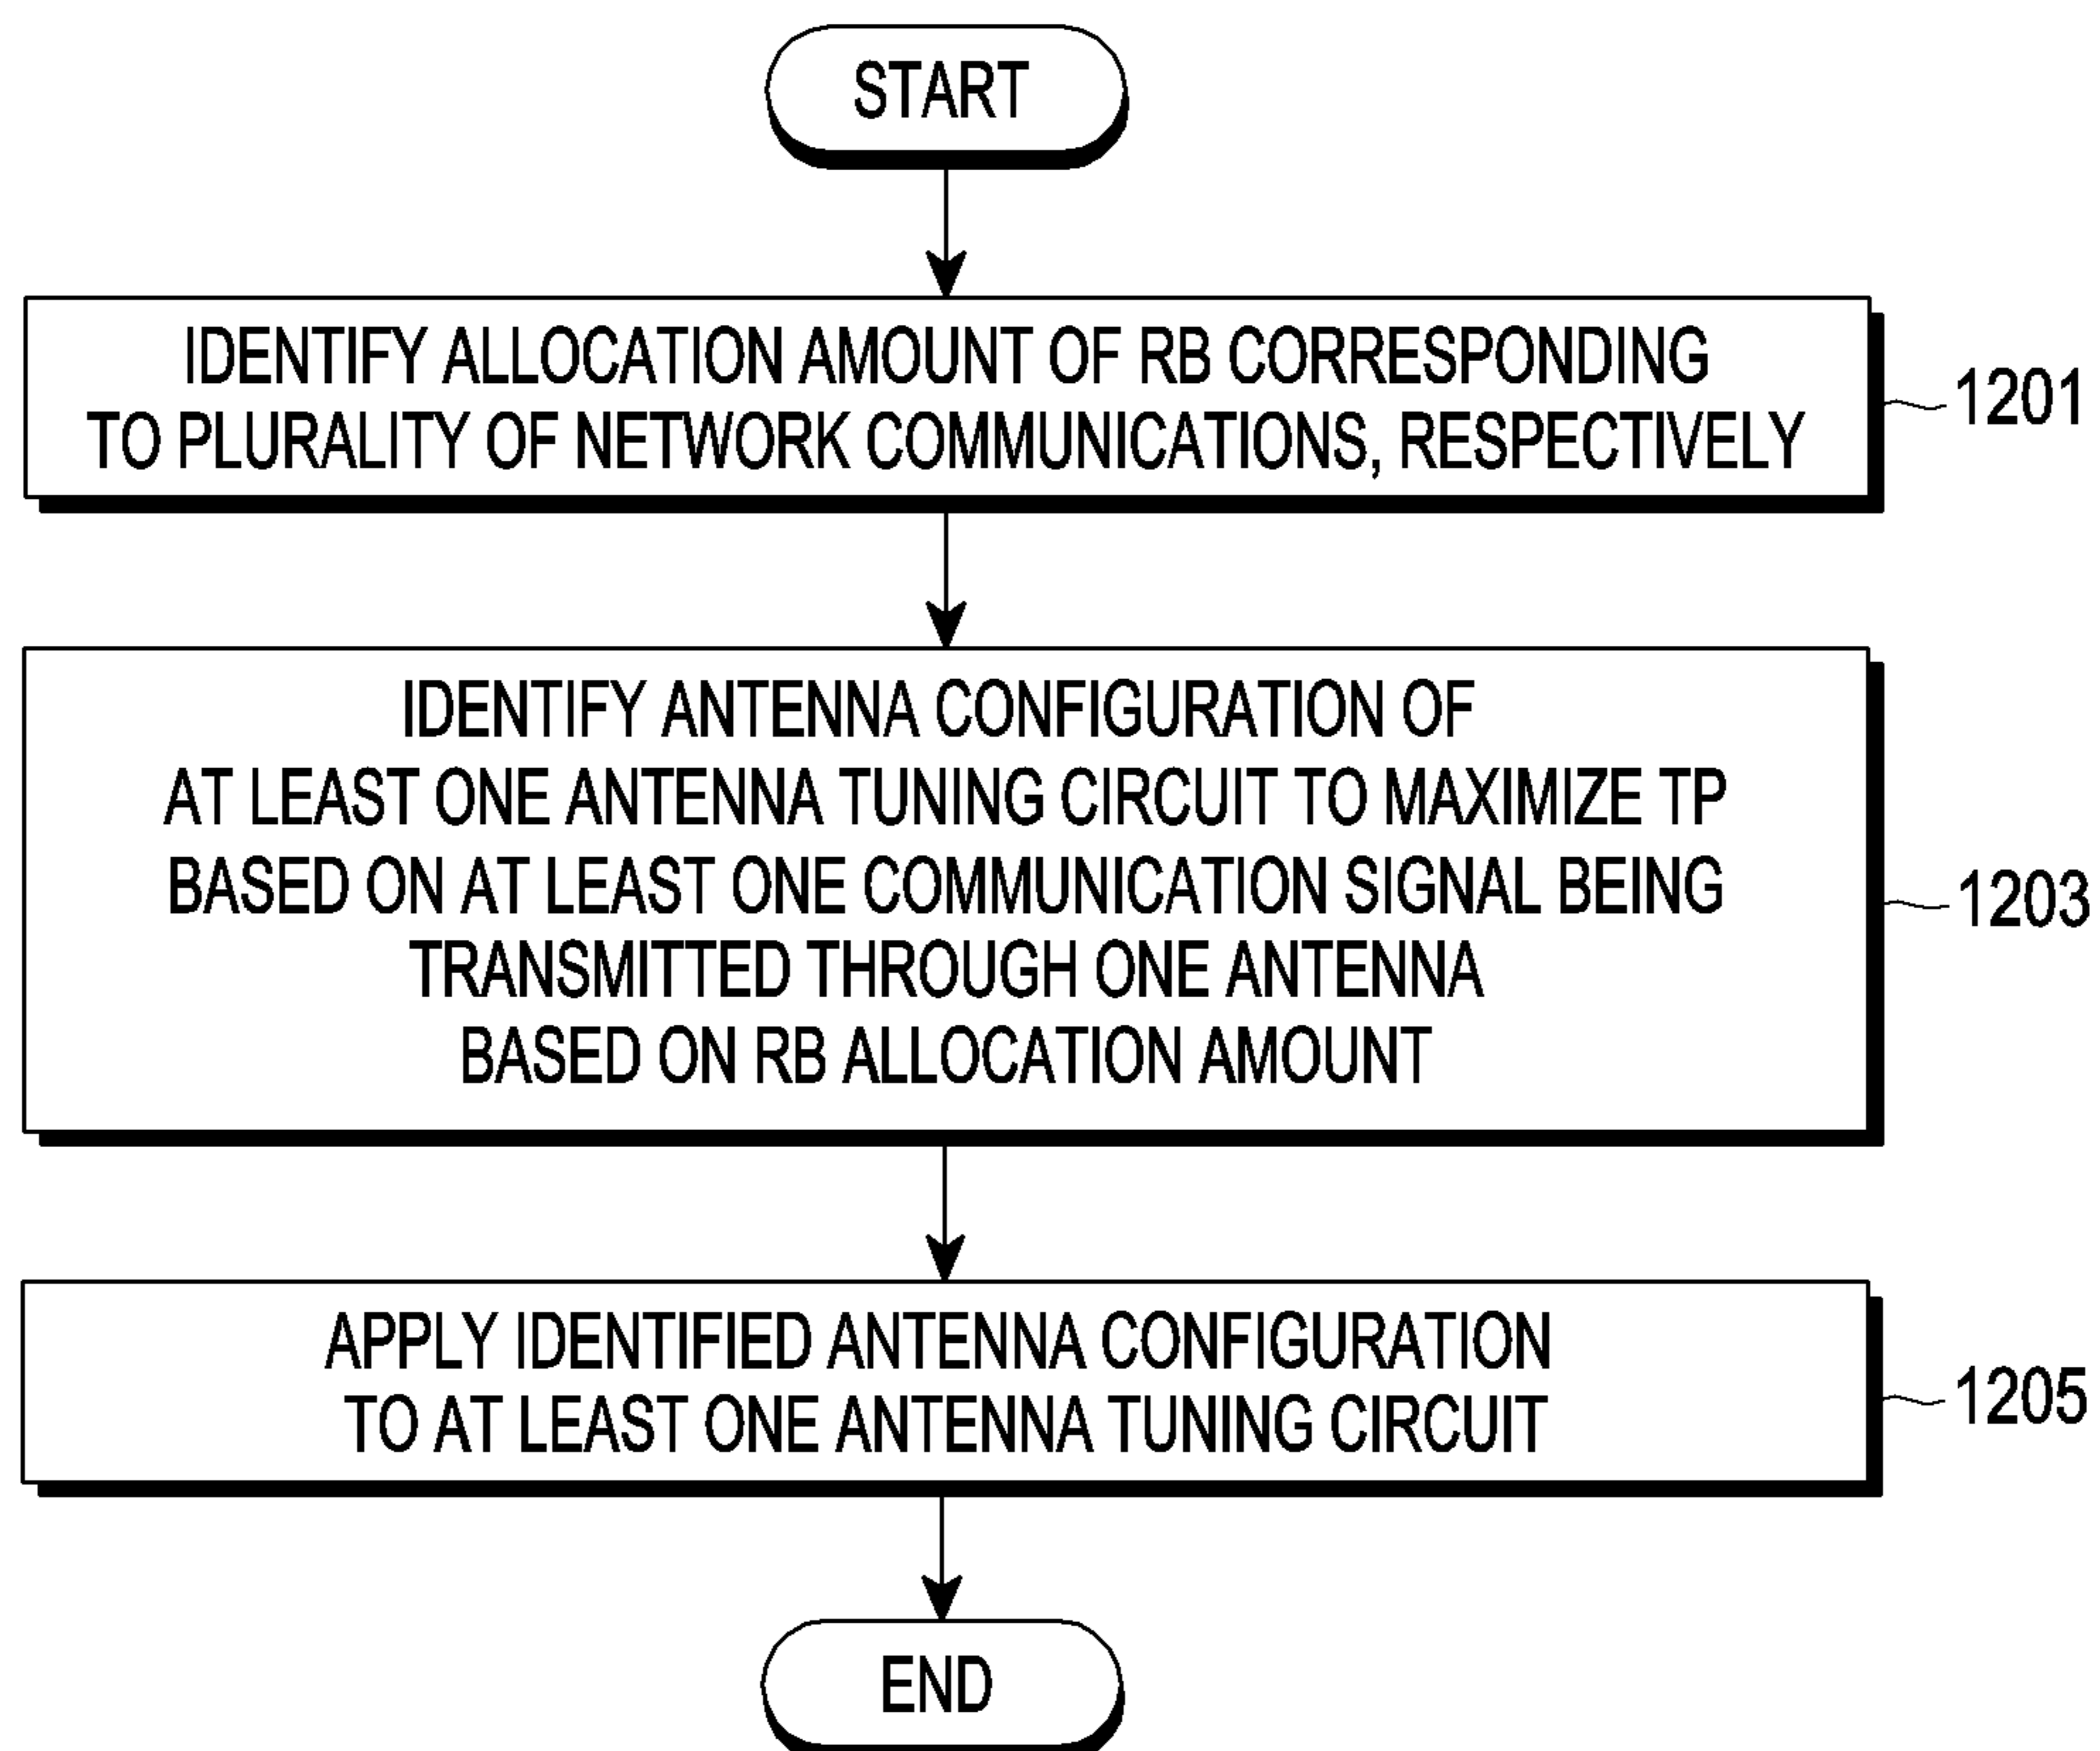 START
IDENTIFY ALLOCATION AMOUNT OF RB CORRESPONDING
TO PLURALITY OF NETWORK COMMUNICATIONS, RESPECTIVELY
1201
IDENTIFY ANTENNA CONFIGURATION OF
AT LEAST ONE ANTENNA TUNING CIRCUIT TO MAXIMIZE TP
BASED ON AT LEAST ONE COMMUNICATION SIGNAL BEING
TRANSMITTED THROUGH ONE ANTENNA
BASED ON RB ALLOCATION AMOUNT
1203
APPLY IDENTIFIED ANTENNA CONFIGURATION
TO AT LEAST ONE ANTENNA TUNING CIRCUIT
1205
END